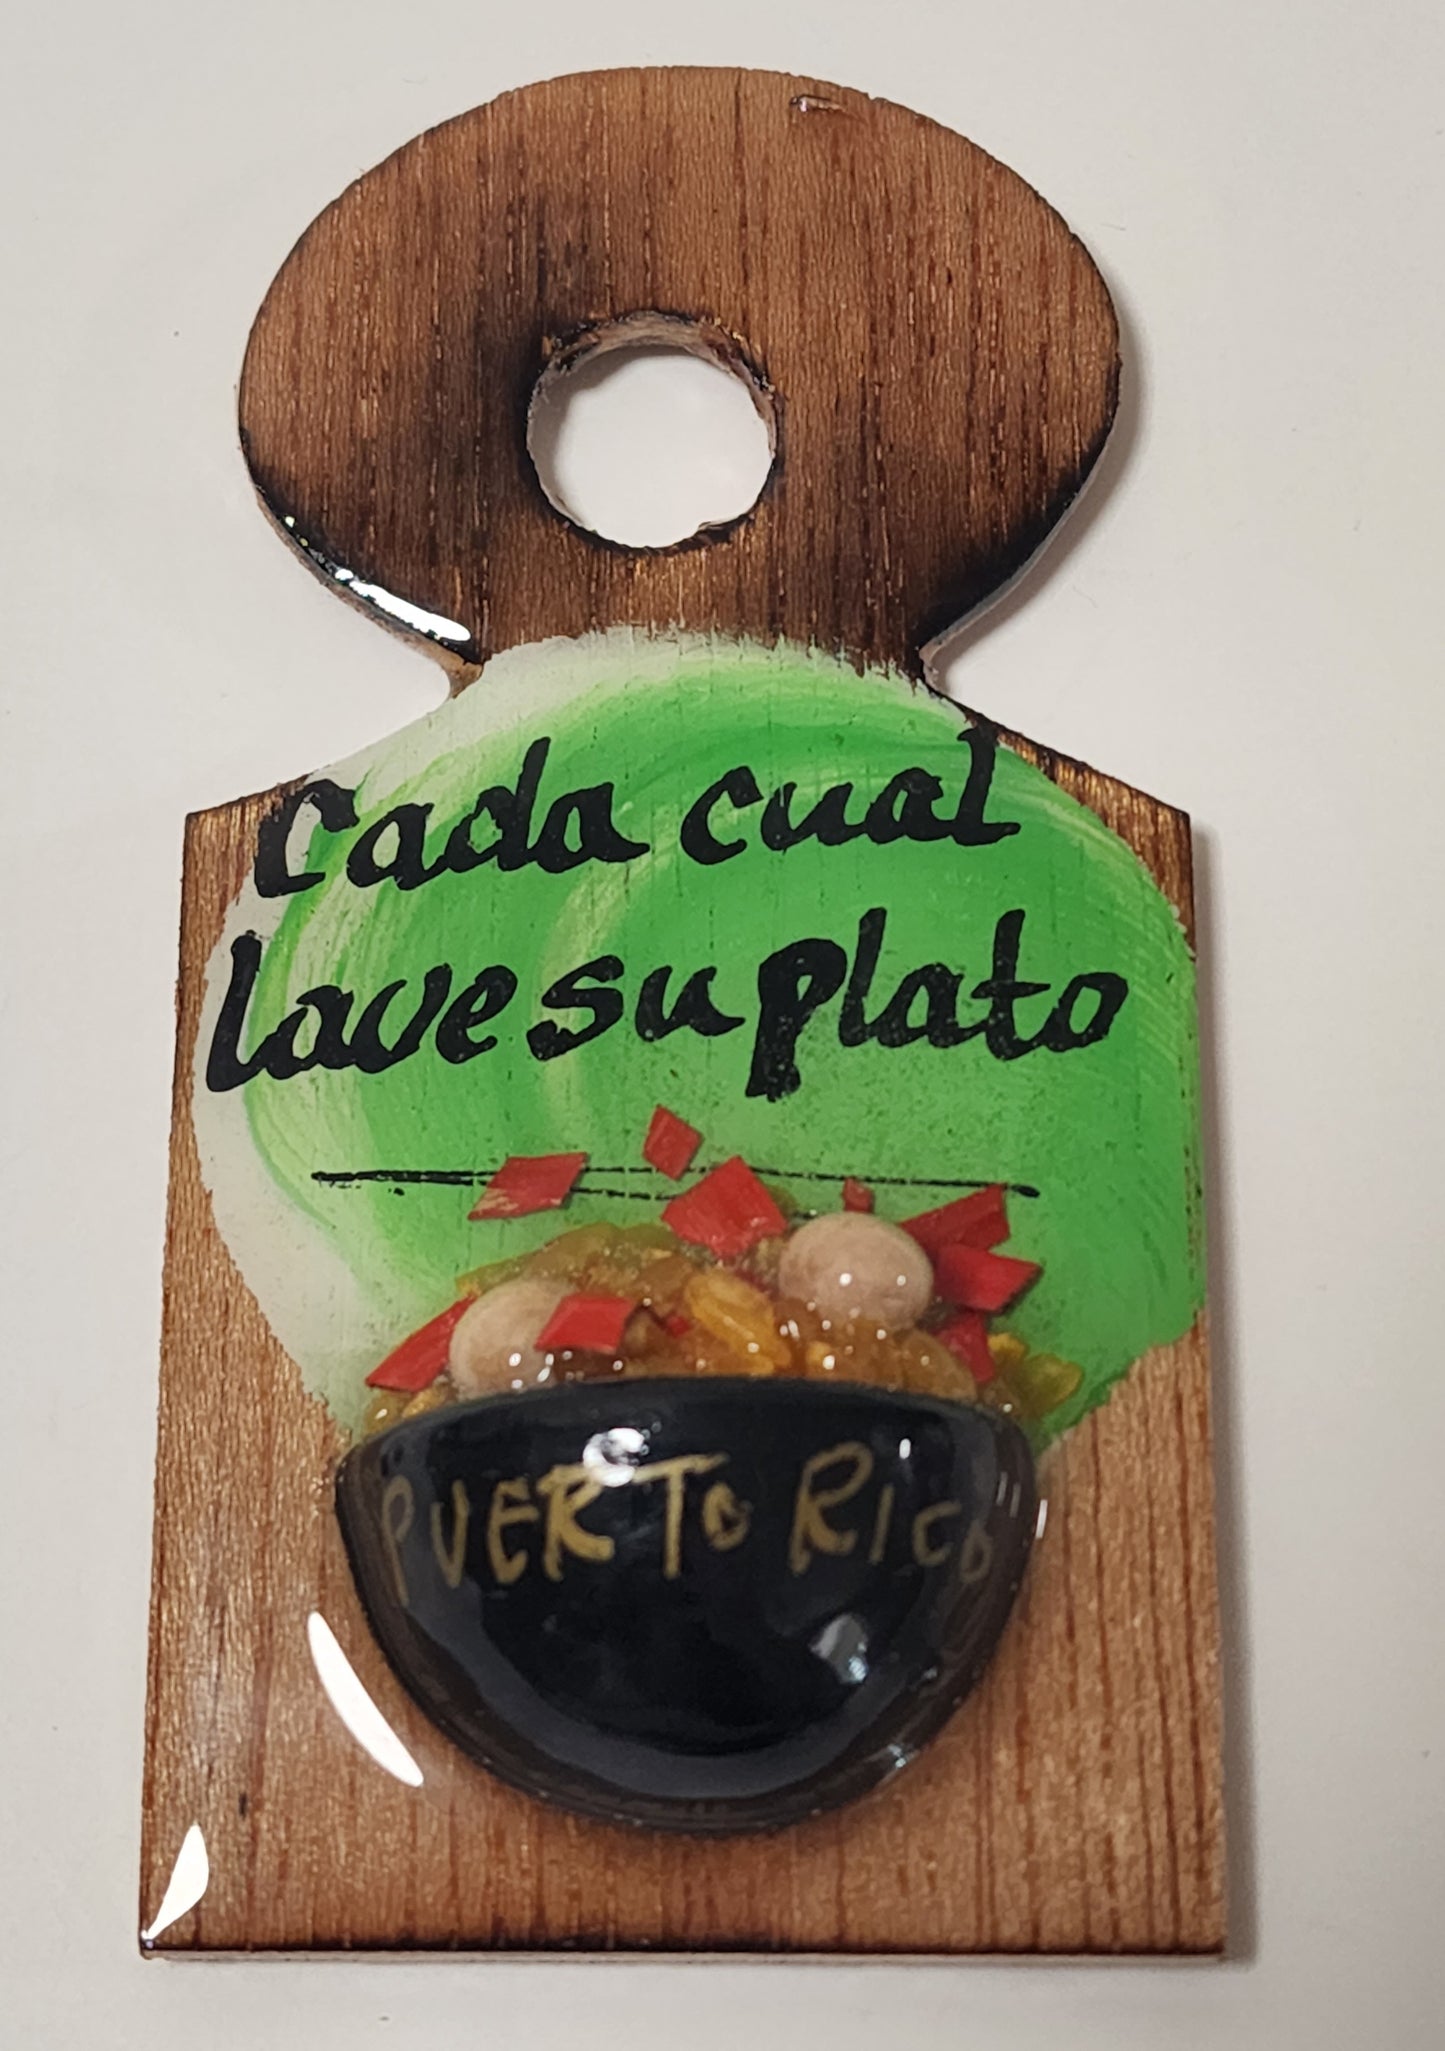 Cada cual
lave su plato
PUERTO RICO